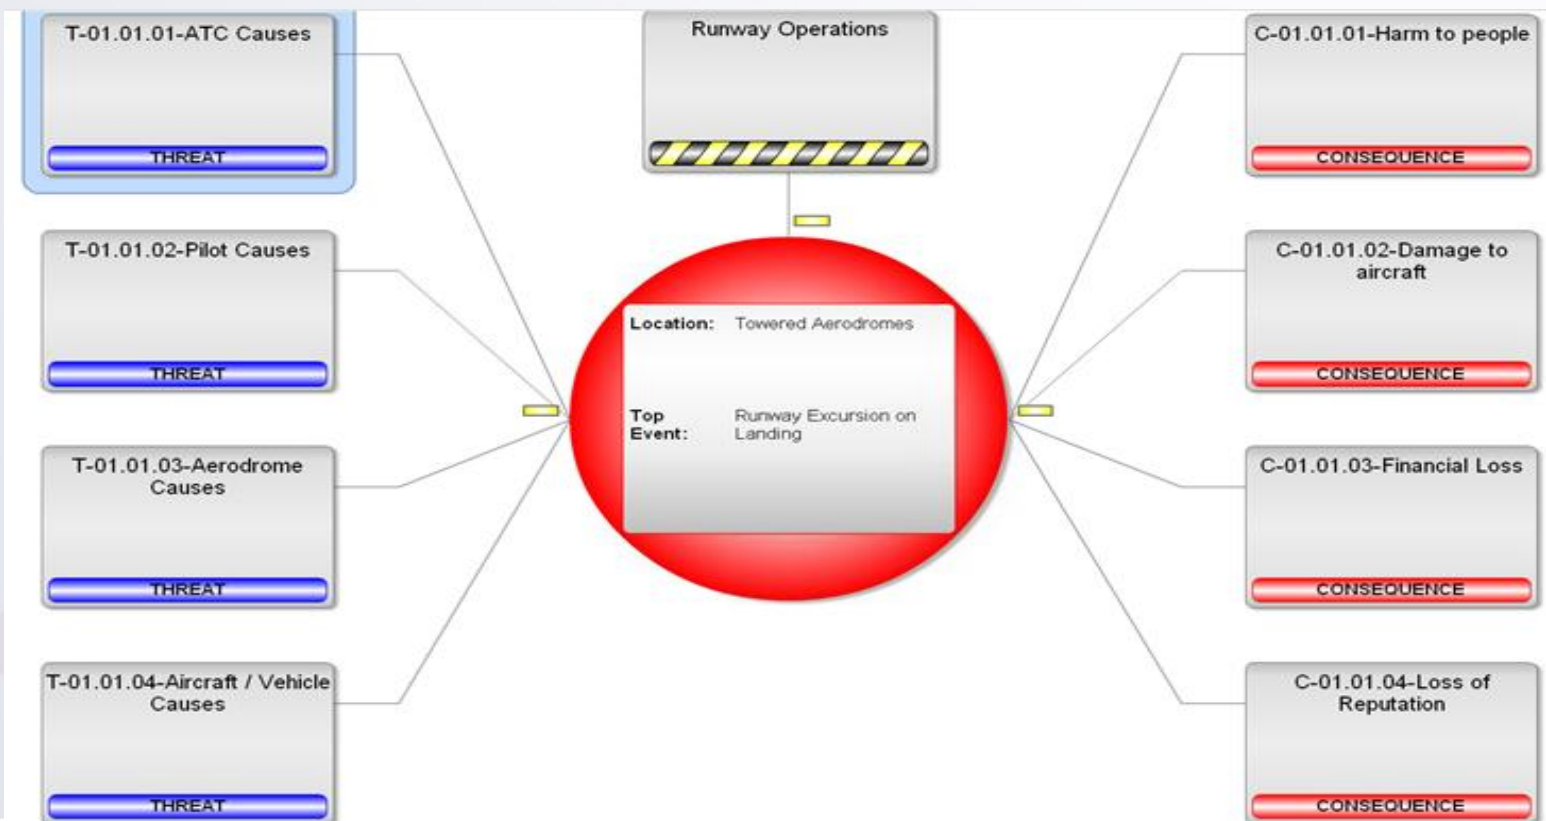 T-01.01.01-ATC Causes
THREAT
T-01.01.02-Pilot Causes
THREAT
T-01.01.03-Aerodrome
Causes
THREAT
T-01.01.04-Aircraft / Vehicle
Causes
THREAT
Runway Operations
Location: Towered Aerodromes
Top Runway Excursion on
Event: Landing
C-01.01.01-Harm to people
CONSEQUENCE
C-01.01.02-Damage to
aircraft
CONSEQUENCE
C-01.01.03-Financial Loss
CONSEQUENCE
C-01.01.04-Loss of
Reputation
CONSEQUENCE